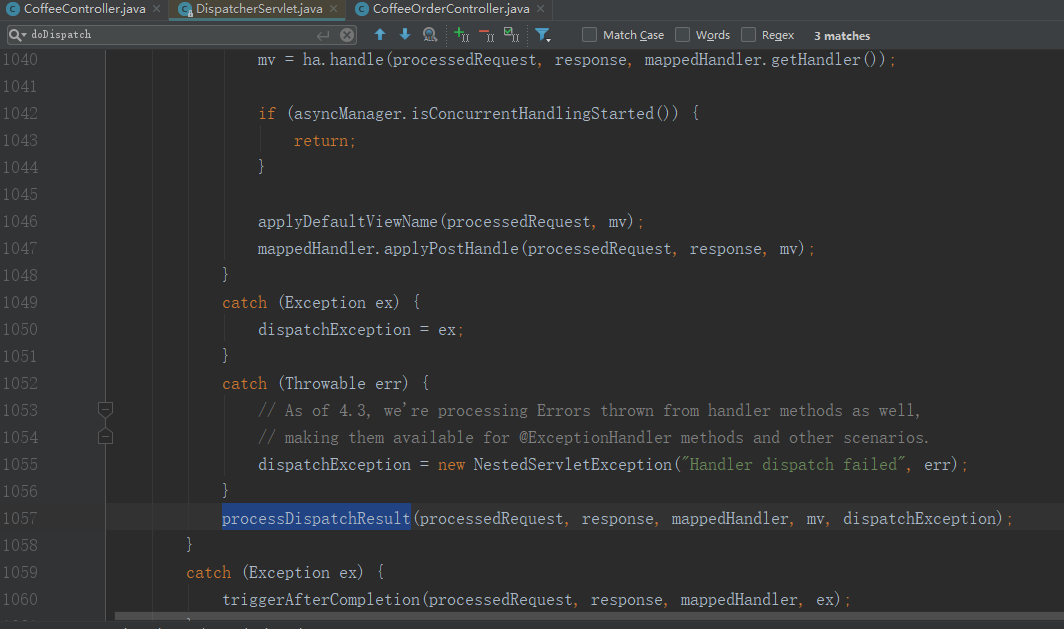 CoffeeController.java DispatcherServlet.java CoffeeOrderController.java
doDispatch Match Case Words Regex 3 matches
1040 mv = ha.handle(processedRequest, response, mappedHandler.getHandler());
1041
1042 if (asyncManager.isConcurrentHandlingStarted()) {
1043 return;
1044 }
1045
1046 applyDefaultViewName(processedRequest, mv);
1047 mappedHandler.applyPostHandle(processedRequest, response, mv);
1048 }
1049 catch (Exception ex) {
1050 dispatchException = ex;
1051 }
1052 catch (Throwable err) {
1053 // As of 4.3, we're processing Errors thrown from handler methods as well,
1054 // making them available for @ExceptionHandler methods and other scenarios.
1055 dispatchException = new NestedServletException("Handler dispatch failed", err);
1056 }
1057 processDispatchResult(processedRequest, response, mappedHandler, mv, dispatchException);
1058 }
1059 catch (Exception ex) {
1060 triggerAfterCompletion(processedRequest, response, mappedHandler, ex);